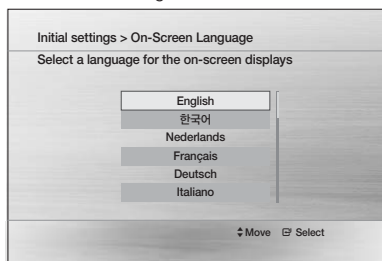 Initial settings > On-Screen Language
Select a language for the on-screen displays
English
한국어
Nederlands
Français
Deutsch
Italiano
Move Select